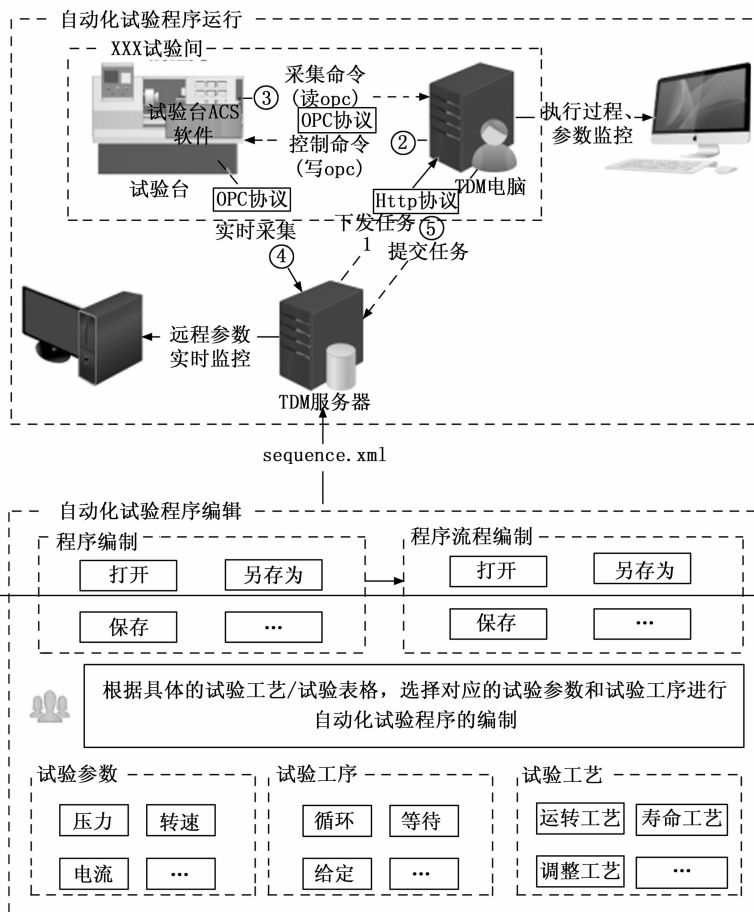 自动化试验程序运行
XXX试验间
试验台ACS
软件
试验台
③
采集命令
(读opc)
OPC协议
控制命令
(写opc)
②
TDM电脑
执行过程、
参数监控
OPC协议
Http协议
实时采集
④
下发任务
1
⑤
提交任务
远程参数
实时监控
TDM服务器
sequence.xml
自动化试验程序编辑
程序编制
打开
另存为
保存
…
程序流程编制
打开
另存为
保存
…
根据具体的试验工艺/试验表格，选择对应的试验参数和试验工序进行
自动化试验程序的编制
试验参数
压力
转速
电流
…
试验工序
循环
等待
给定
…
试验工艺
运转工艺
寿命工艺
调整工艺
…